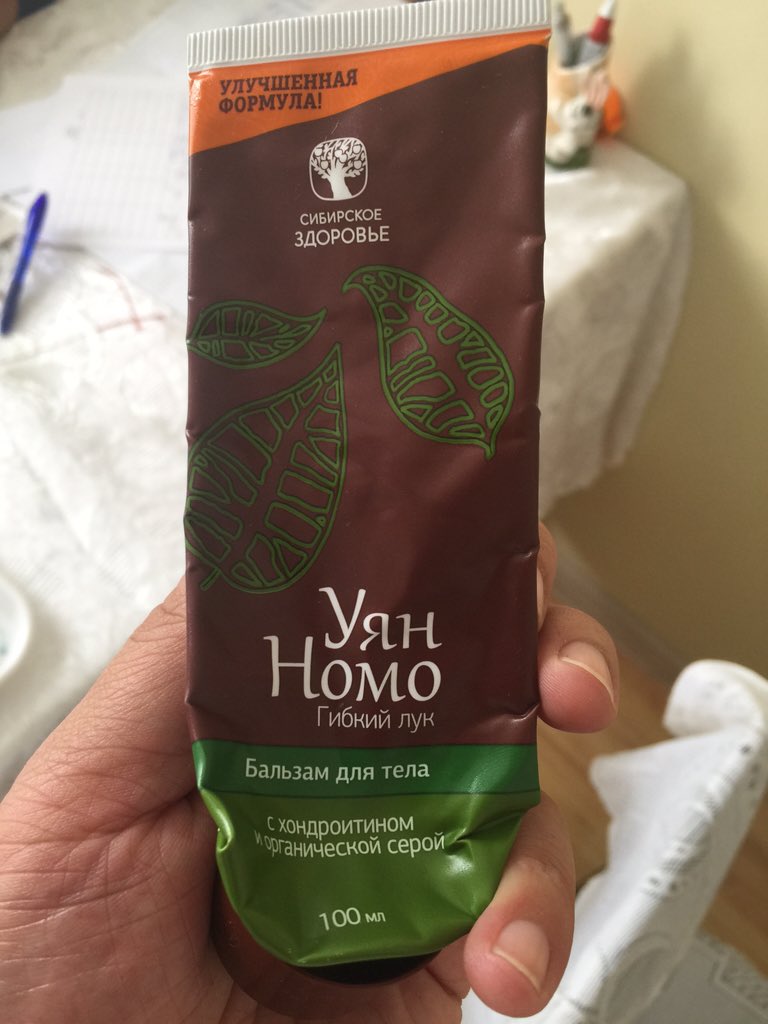 УЛУЧШЕННАЯ
ФОРМУЛА!
СИБИРСКОЕ
ЗДОРОВЬЕ
Уян
Номо
Гибкий лук
Бальзам для тела
с хондроитином
и органической серой
100 мл